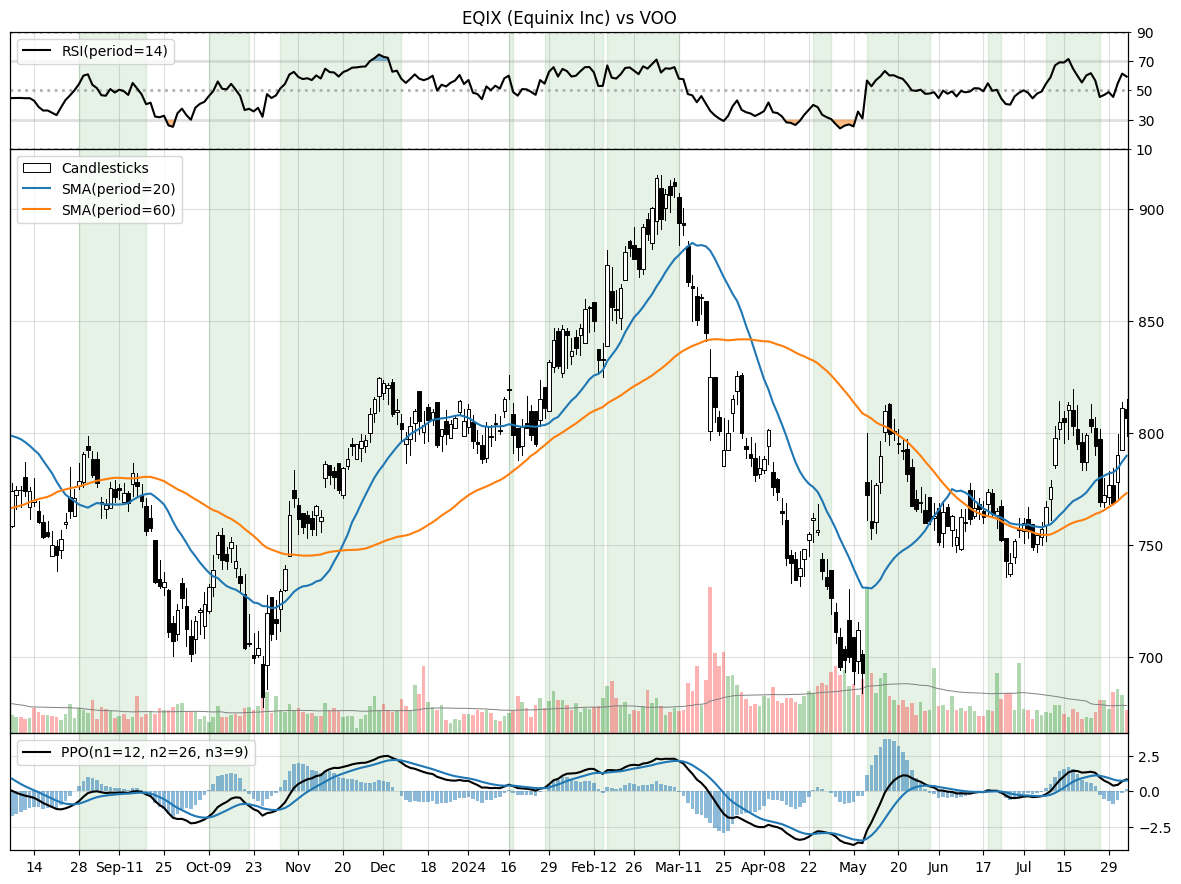 EQIX (Equinix Inc) vs VOO
RSI(period=14)
90
70
50
30
10
Candlesticks
SMA(period=20)
SMA(period=60)
900
850
800
750
700
PPO(n1=12, n2=26, n3=9)
2.5
0.0
−2.5
14 28 Sep-11 25 Oct-09 23 Nov 20 Dec 18 2024 16 29 Feb-12 26 Mar-11 25 Apr-08 22 May 20 Jun 17 Jul 15 29